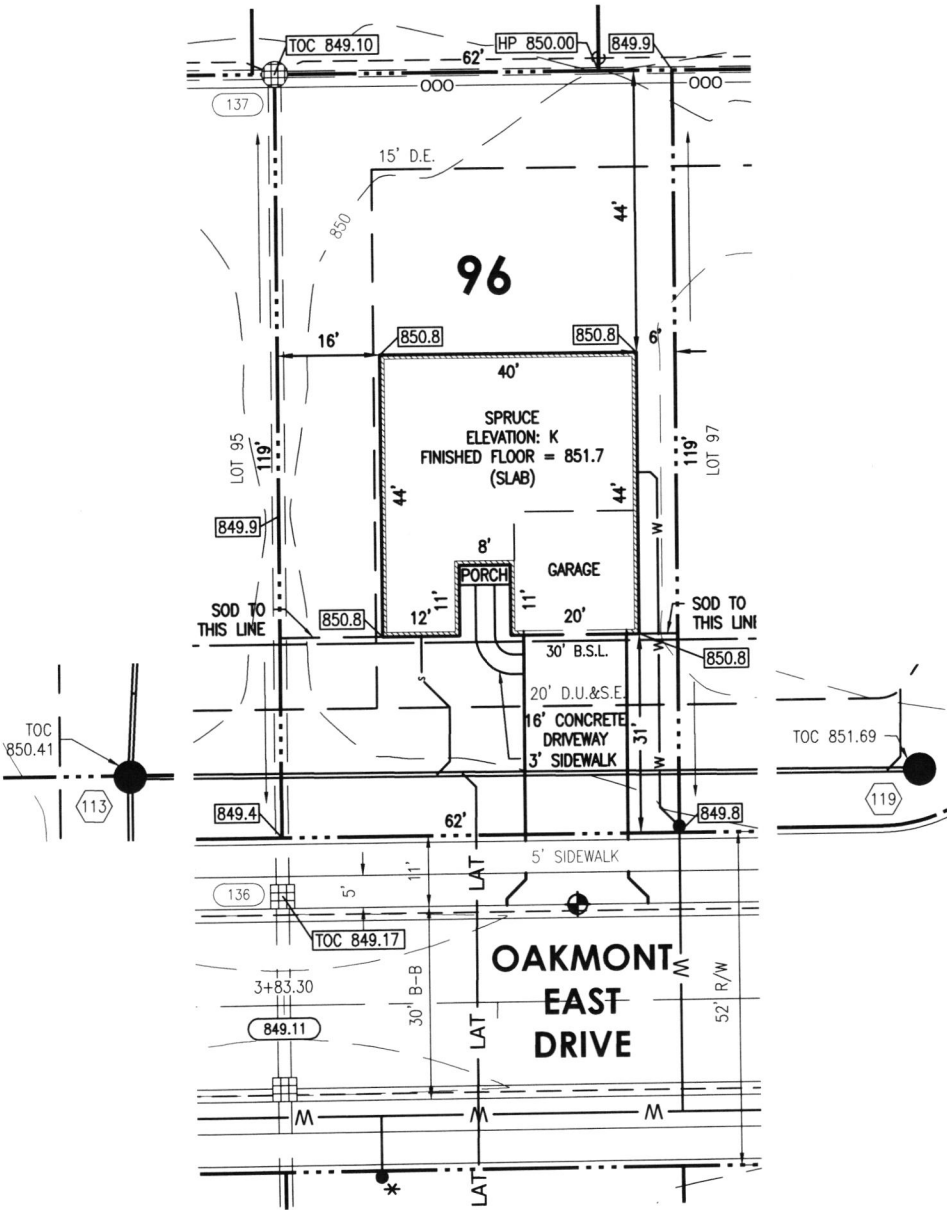 TOC 849.10
HP 850.00
849.9
62'
OOO
OOO
137
15' D.E.
850
44'
96
16'
850.8
850.8
6'
40'
SPRUCE
ELEVATION: K
FINISHED FLOOR = 851.7
(SLAB)
LOT 95
119'
119'
LOT 97
44'
44'
849.9
W
8'
PORCH
GARAGE
11'
11'
SOD TO
THIS LINE
850.8
12'
20'
SOD TO
THIS LINE
30' B.S.L.
W
850.8
S
20' D.U.&S.E.
16' CONCRETE
DRIVEWAY
3' SIDEWALK
31'
W
TOC
850.41
TOC 851.69
113
119
849.4
62'
849.8
5' SIDEWALK
LAT
11'
5'
136
TOC 849.17
OAKMONT
EAST
DRIVE
W
30' B-B
52' R/W
3+83.30
849.11
LAT
W
W
W
LAT
*